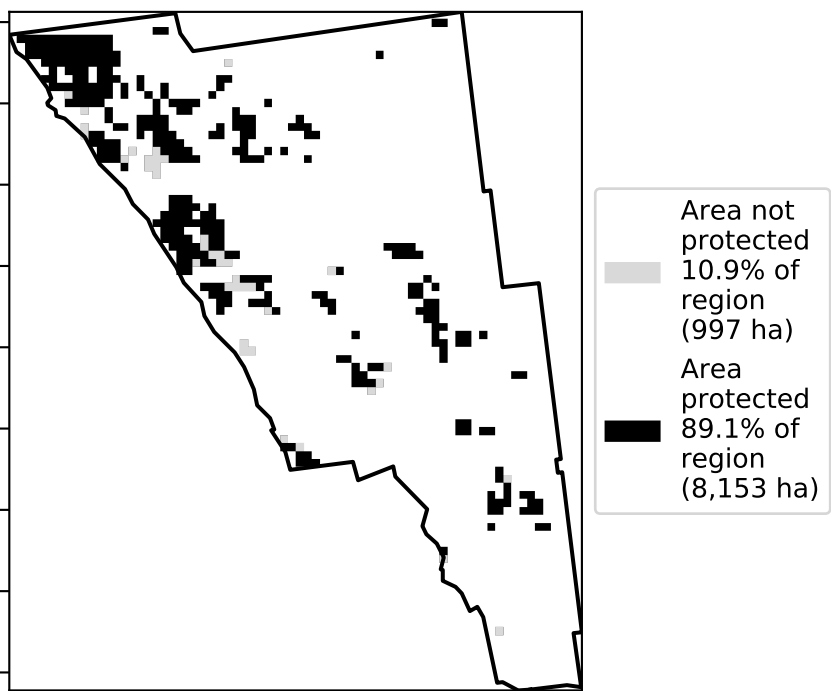 Area not
protected
10.9% of
region
(997 ha)
Area
protected
89.1% of
region
(8,153 ha)